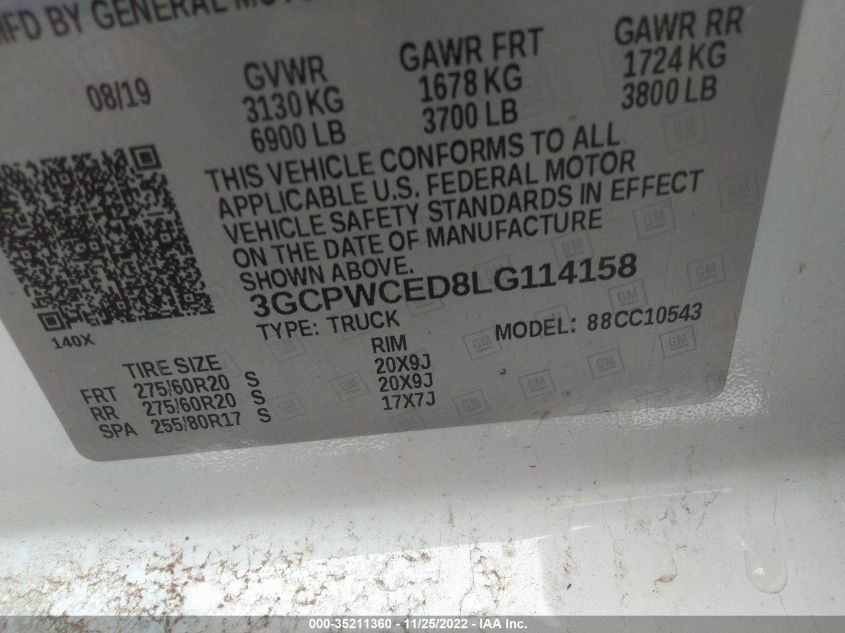 MFD BY GENERAL MOTO
08/19
GVWR
3130 KG
6900 LB
GAWR FRT
1678 KG
3700 LB
GAWR RR
1724 KG
3800 LB
THIS VEHICLE CONFORMS TO ALL
APPLICABLE U.S. FEDERAL MOTOR
VEHICLE SAFETY STANDARDS IN EFFECT
ON THE DATE OF MANUFACTURE
SHOWN ABOVE.
3GCPWCED8LG114158
TYPE: TRUCK
MODEL: 88CC10543
140X
TIRE SIZE RIM
FRT 275/60R20 S 20X9J
RR 275/60R20 S 20X9J
SPA 255/80R17 S 17X7J
000-35211360 - 11/25/2022 - IAA Inc.